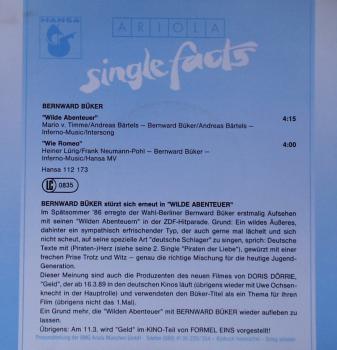 HANSA
ARIOLA
single facts
BERNWARD BÜKER
"Wilde Abenteuer" 4:15
Mario v. Timme/Andreas Bärtels – Bernward Büker/Andreas Bärtels –
Inferno-Music/Intersong
"Wie Romeo" 4:00
Heiner Lürig/Frank Neumann-Pohl – Bernward Büker –
Inferno-Music/Hansa MV
Hansa 112 173
LC 0835
BERNWARD BÜKER stürzt sich erneut in "WILDE ABENTEUER"
Im Spätsommer '86 erregte der Wahl-Berliner Bernward Büker erstmalig Aufsehen
mit seinen "Wilden Abenteuern" in der ZDF-Hitparade. Grund: Ein wildes Äußeres,
dahinter ein sympathisch erfrischender Typ, der auch gerne mal lächelt und sich
nicht scheut, auf seine spezielle Art "deutsche Schlager" zu singen, sprich: Deutsche
Texte mit (Piraten-)Herz (siehe seine 2. Single "Piraten der Liebe"), gewürzt mit einer
frechen Prise Trotz und Witz – genau die richtige Mischung für die heutige Jugend-
Generation.
Dieser Meinung sind auch die Produzenten des neuen Filmes von DORIS DÖRRIE,
"Geld", der ab 16.3.89 in den deutschen Kinos läuft (übrigens wieder mit Uwe Ochsen-
knecht in der Hauptrolle) und verwendeten den Büker-Titel als ein Thema für ihren
Film (übrigens nicht das 1. Mal).
Ein Grund mehr, die "Wilden Abenteuer" mit BERNWARD BÜKER wieder aufleben zu
lassen.
Übrigens: Am 11.3. wird "Geld" im KINO-Teil von FORMEL EINS vorgestellt!